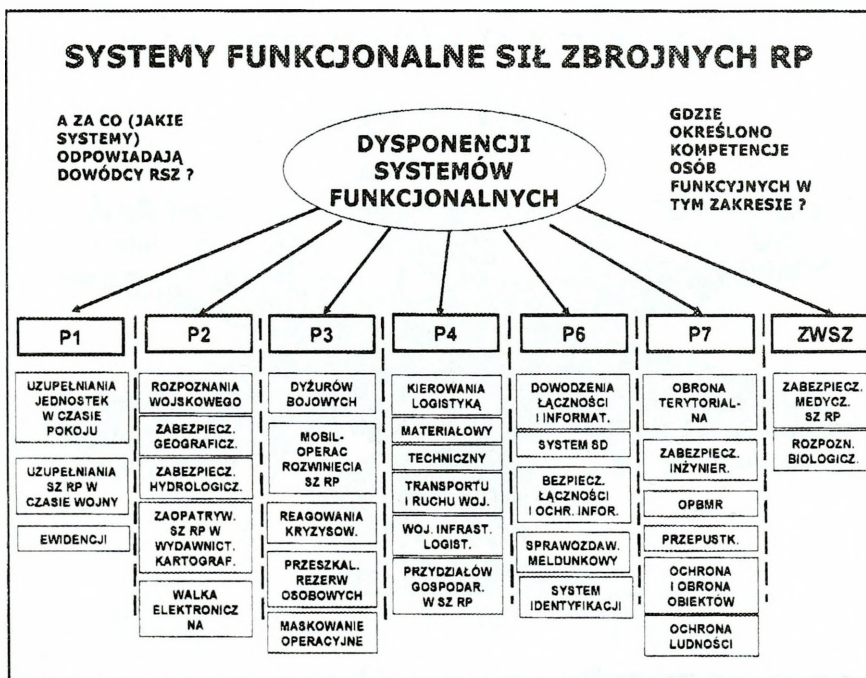 SYSTEMY FUNKCJONALNE SIŁ ZBROJNYCH RP
A ZA CO (JAKIE
SYSTEMY)
ODPOWIADAJĄ
DOWÓDCY RSZ ?
DYSPONENCJI
SYSTEMÓW
FUNKCJONALNYCH
GDZIE
OKREŚLONO
KOMPETENCJE
OSÓB
FUNKCYJNYCH W
TYM ZAKRESIE ?
P1
UZUPEŁNIANIA
JEDNOSTEK
W CZASIE
POKOJU
UZUPEŁNIANIA
SZ RP W
CZASIE WOJNY
EWIDENCJI
P2
ROZPOZNANIA
WOJSKOWEGO
ZABEZPIECZ.
GEOGRAFICZ.
ZABEZPIECZ.
HYDROLOGICZ.
ZAOPATRYW.
SZ RP W
WYDAWNICT.
KARTOGRAF.
WALKA
ELEKTRONICZ
NA
P3
DYŻURÓW
BOJOWYCH
MOBIL-
OPERAC
ROZWINIECIA
SZ RP
REAGOWANIA
KRYZYSOW.
PRZESZKAL.
REZERW
OSOBOWYCH
MASKOWANIE
OPERACYJNE
P4
KIEROWANIA
LOGISTYKĄ
MATERIAŁOWY
TECHNICZNY
TRANSPORTU
I RUCHU WOJ.
WOJ. INFRAST.
LOGIST.
PRZYDZIAŁÓW
GOSPODAR.
W SZ RP
P6
DOWODZENIA
ŁĄCZNOŚCI
I INFORMAT.
SYSTEM SD
BEZPIECZ.
ŁĄCZNOŚCI
I OCHR. INFOR.
SPRAWOZDAW.
MELDUNKOWY
SYSTEM
IDENTYFIKACJI
P7
OBRONA
TERYTORIAL-
NA
ZABEZPIECZ.
INŻYNIER.
OPBMR
PRZEPUSTK.
OCHRONA
I OBRONA
OBIEKTÓW
OCHRONA
LUDNOŚCI
ZWSZ
ZABEZPIECZ.
MEDYCZ.
SZ RP
ROZPOZN.
BIOLOGICZ.